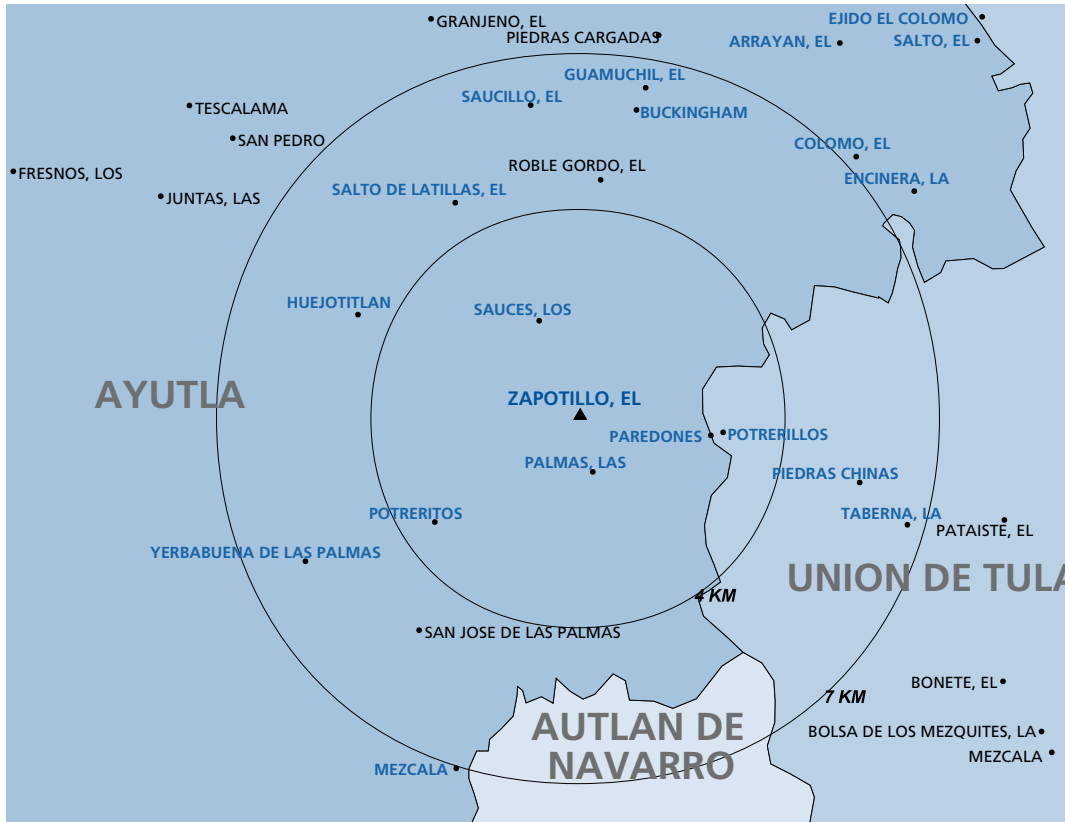 EJIDO EL COLOMO
GRANJENO, EL
PIEDRAS CARGADAS
ARRAYAN, EL
SALTO, EL
GUAMUCHIL, EL
SAUCILLO, EL
TESCALAMA
BUCKINGHAM
SAN PEDRO
COLOMO, EL
FRESNOS, LOS
ROBLE GORDO, EL
ENCINERA, LA
SALTO DE LATILLAS, EL
JUNTAS, LAS
HUEJOTITLAN
SAUCES, LOS
AYUTLA
ZAPOTILLO, EL
PAREDONES
POTRERILLOS
PALMAS, LAS
PIEDRAS CHINAS
POTRERITOS
TABERNA, LA
PATAISTE, EL
YERBABUENA DE LAS PALMAS
UNION DE TULA
4 KM
SAN JOSE DE LAS PALMAS
BONETE, EL
7 KM
AUTLAN DE
NAVARRO
BOLSA DE LOS MEZQUITES, LA
MEZCALA
MEZCALA